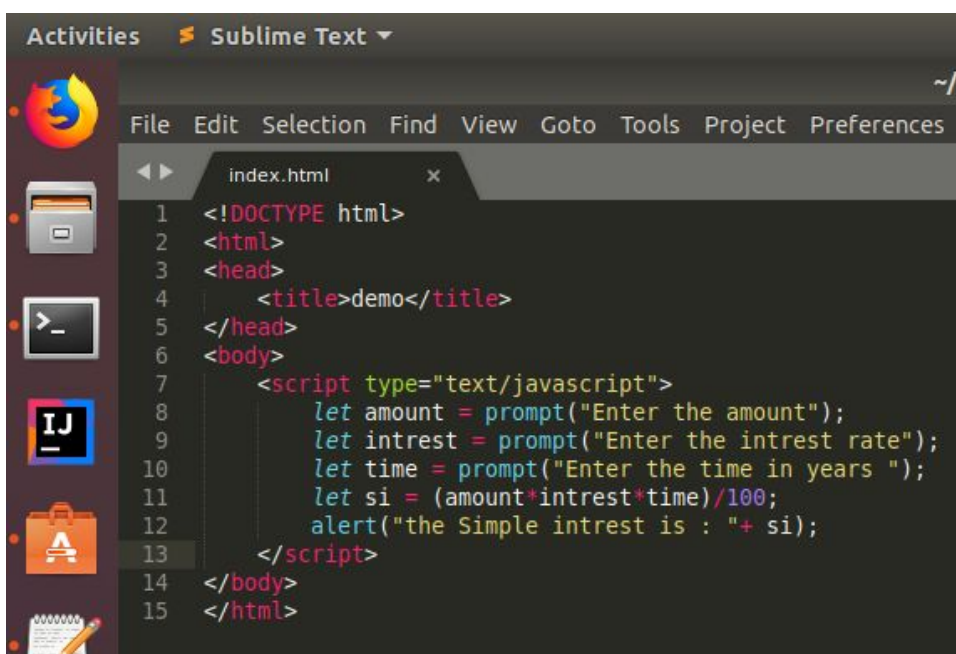 Activities Sublime Text
~/
File Edit Selection Find View Goto Tools Project Preferences
index.html ×
1 <!DOCTYPE html>
2 <html>
3 <head>
4     <title>demo</title>
5 </head>
6 <body>
7     <script type="text/javascript">
8         let amount = prompt("Enter the amount");
9         let intrest = prompt("Enter the intrest rate");
10         let time = prompt("Enter the time in years ");
11         let si = (amount*intrest*time)/100;
12         alert("the Simple intrest is : "+ si);
13     </script>
14 </body>
15 </html>
>_
IJ
A